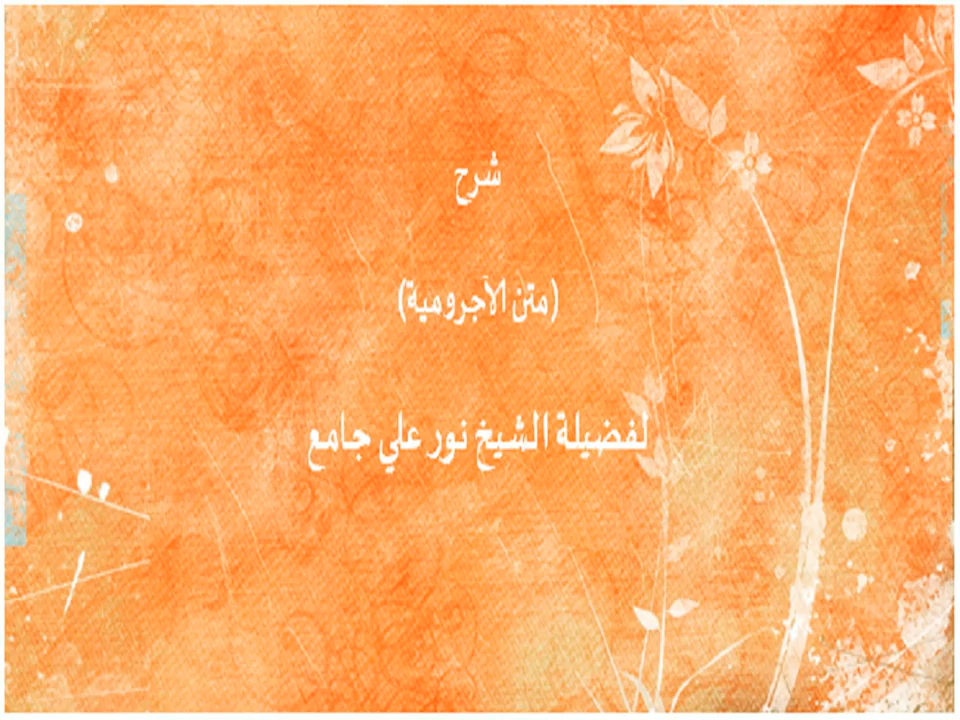 شرح
(متن الآجرومية)
لفضيلة الشيخ نور علي جامع